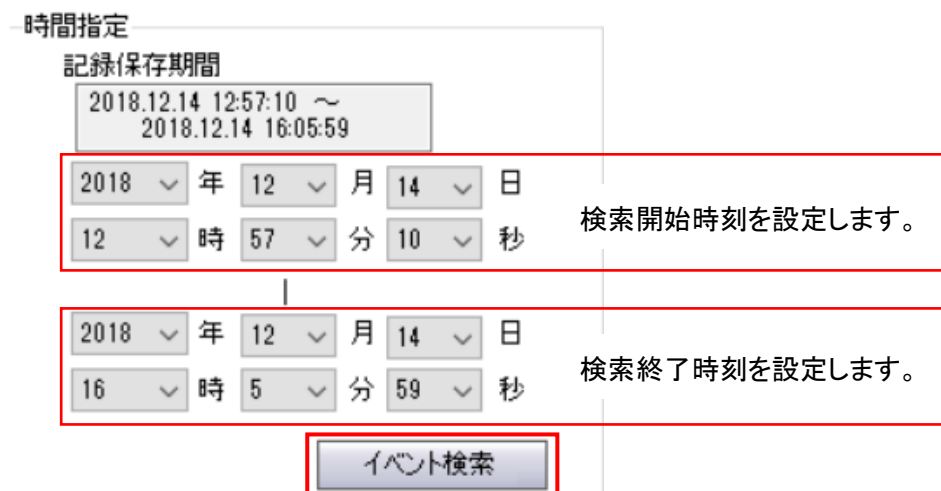 時間指定
記録保存期間
2018.12.14 12:57:10 ～
2018.12.14 16:05:59
2018 年 12 月 14 日
12 時 57 分 10 秒
検索開始時刻を設定します。
|
2018 年 12 月 14 日
16 時 5 分 59 秒
検索終了時刻を設定します。
イベント検索